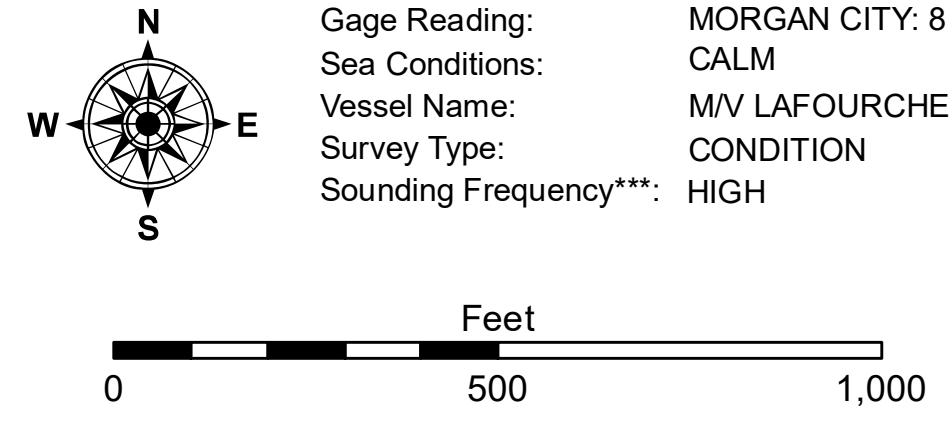 N
W E
S
Gage Reading: MORGAN CITY: 8
Sea Conditions: CALM
Vessel Name: M/V LAFOURCHE
Survey Type: CONDITION
Sounding Frequency***: HIGH
Feet
0 500 1,000